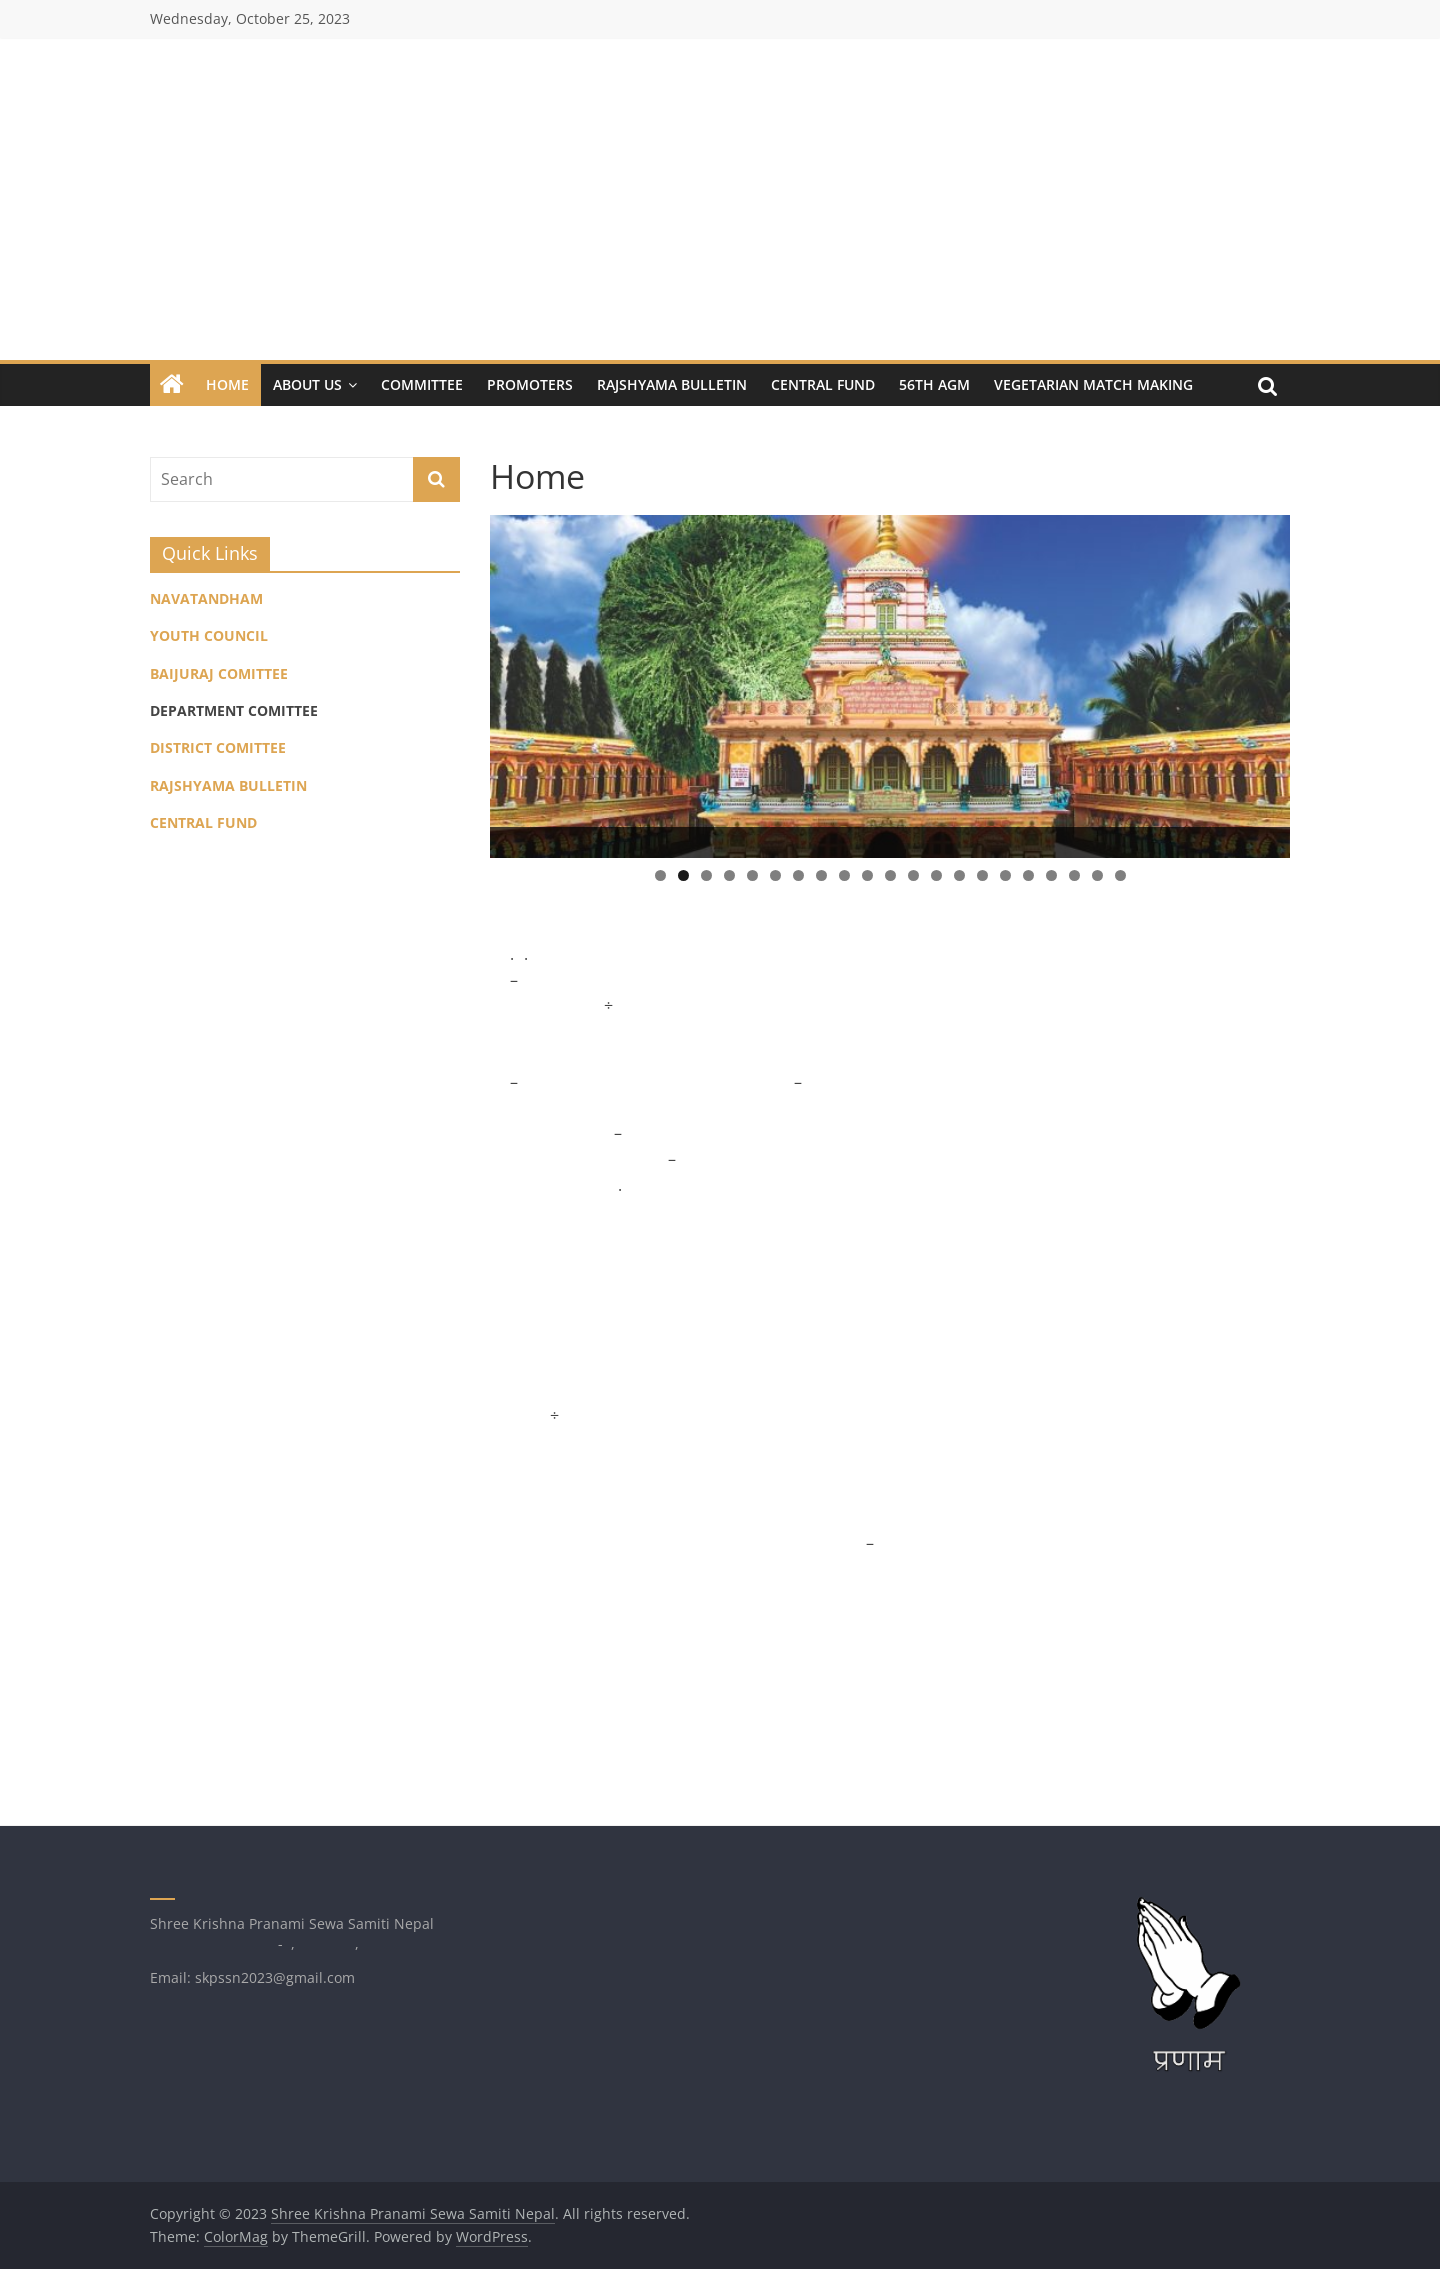 Wednesday, October 25, 2023
HOME ABOUT US COMMITTEE PROMOTERS RAJSHYAMA BULLETIN CENTRAL FUND 56TH AGM VEGETARIAN MATCH MAKING
Search
Quick Links
NAVATANDHAM
YOUTH COUNCIL
BAIJURAJ COMITTEE
DEPARTMENT COMITTEE
DISTRICT COMITTEE
RAJSHYAMA BULLETIN
CENTRAL FUND
Home
. .
–
÷
– –
–
–
.
÷
–
Shree Krishna Pranami Sewa Samiti Nepal
- , ,
Email: skpssn2023@gmail.com
प्रणाम
Copyright © 2023 Shree Krishna Pranami Sewa Samiti Nepal. All rights reserved.
Theme: ColorMag by ThemeGrill. Powered by WordPress.